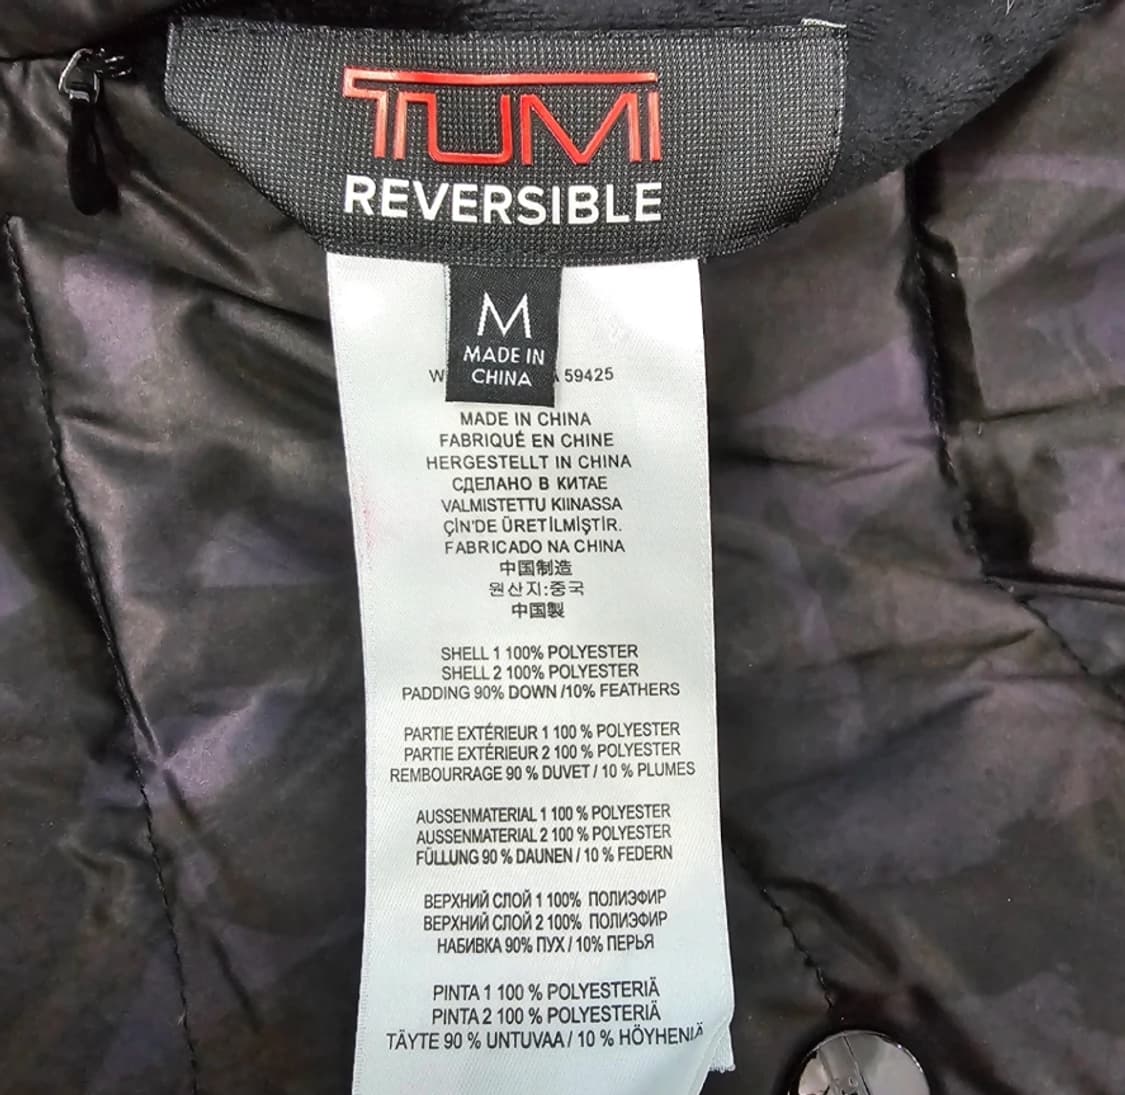 TUMI
REVERSIBLE
M
MADE IN
CHINA
59425
MADE IN CHINA
FABRIQUÉ EN CHINE
HERGESTELLT IN CHINA
СДЕЛАНО В КИТАЕ
VALMISTETTU KIINASSA
ÇİN'DE ÜRETİLMİŞTİR.
FABRICADO NA CHINA
中国制造
원산지:중국
中国製
SHELL 1 100% POLYESTER
SHELL 2 100% POLYESTER
PADDING 90% DOWN /10% FEATHERS
PARTIE EXTÉRIEUR 1 100 % POLYESTER
PARTIE EXTÉRIEUR 2 100 % POLYESTER
REMBOURRAGE 90 % DUVET / 10 % PLUMES
AUSSENMATERIAL 1 100 % POLYESTER
AUSSENMATERIAL 2 100 % POLYESTER
FÜLLUNG 90 % DAUNEN / 10 % FEDERN
ВЕРХНИЙ СЛОЙ 1 100% ПОЛИЭФИР
ВЕРХНИЙ СЛОЙ 2 100% ПОЛИЭФИР
НАБИВКА 90% ПУХ / 10% ПЕРЬЯ
PINTA 1 100 % POLYESTERIÄ
PINTA 2 100 % POLYESTERIÄ
TÄYTE 90 % UNTUVAA / 10 % HÖYHENIÄ